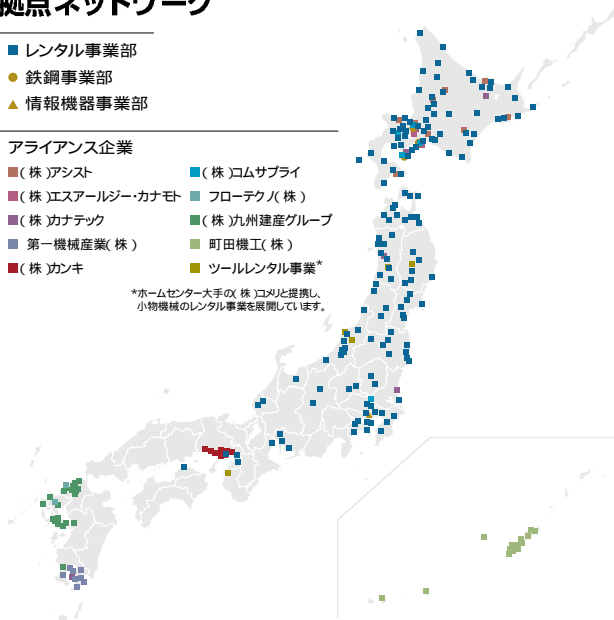 拠点ネットワーク
レンタル事業部
鉄鋼事業部
情報機器事業部
アライアンス企業
(株)アシスト
(株)エスアールジー・カナモト
(株)カナテック
第一機械産業(株)
(株)カンキ
(株)コムサプライ
フローテクノ(株)
(株)九州建産グループ
町田機工(株)
ツールレンタル事業*
*ホームセンター大手の(株)コメリと提携し、
小物機械のレンタル事業を展開しています。